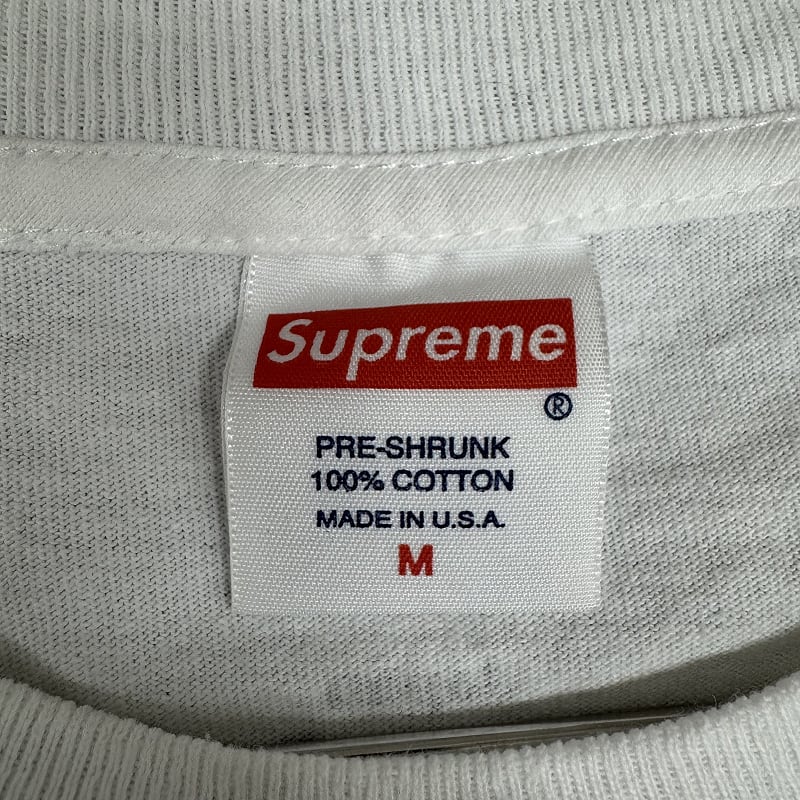 Supreme
®
PRE-SHRUNK
100% COTTON
MADE IN U.S.A.
M